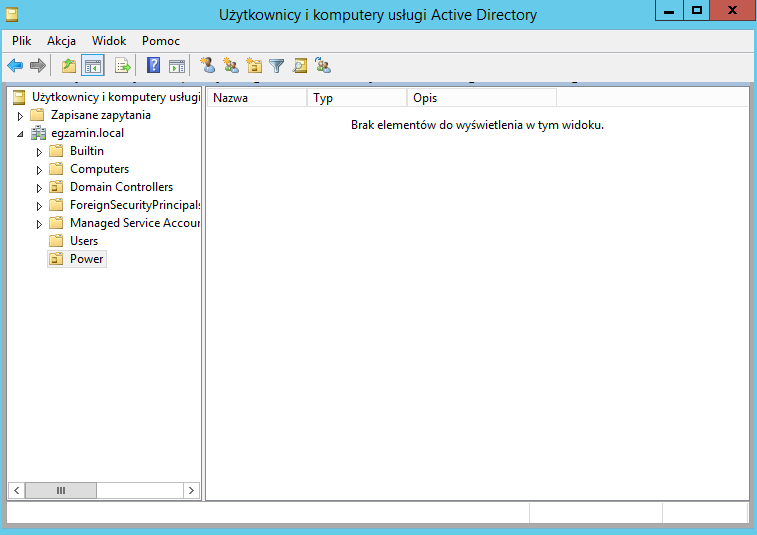 Użytkownicy i komputery usługi Active Directory
Plik Akcja Widok Pomoc
Użytkownicy i komputery usługi
Zapisane zapytania
egzamin.local
Builtin
Computers
Domain Controllers
ForeignSecurityPrincipals
Managed Service Accour
Users
Power
Nazwa Typ Opis
Brak elementów do wyświetlenia w tym widoku.